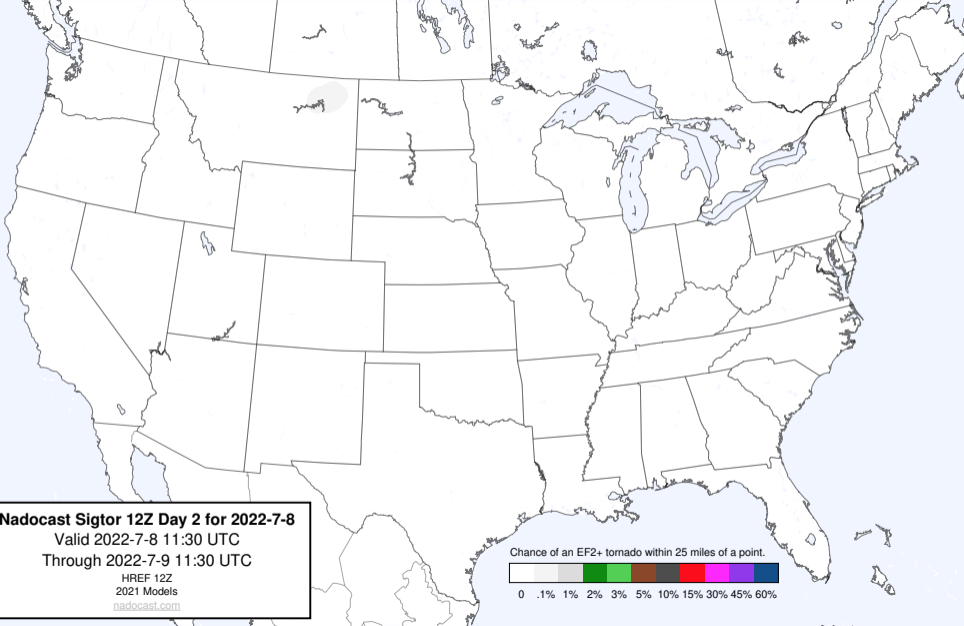 Nadocast Sigtor 12Z Day 2 for 2022-7-8
Valid 2022-7-8 11:30 UTC
Through 2022-7-9 11:30 UTC
HREF 12Z
2021 Models
nadocast.com
Chance of an EF2+ tornado within 25 miles of a point.
0 .1% 1% 2% 3% 5% 10% 15% 30% 45% 60%